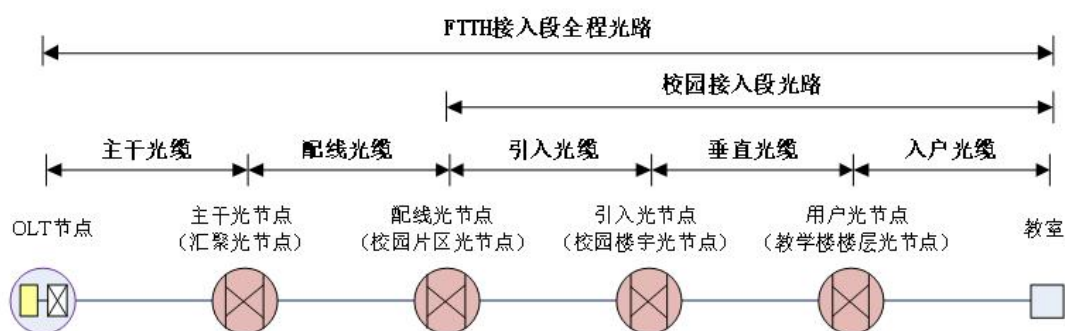 FTTH接入段全程光路
校园接入段光路
主干光缆
配线光缆
引入光缆
垂直光缆
入户光缆
OLT节点
主干光节点
(汇聚光节点)
配线光节点
(校园片区光节点)
引入光节点
(校园楼宇光节点)
用户光节点
(教学楼楼层光节点)
教室